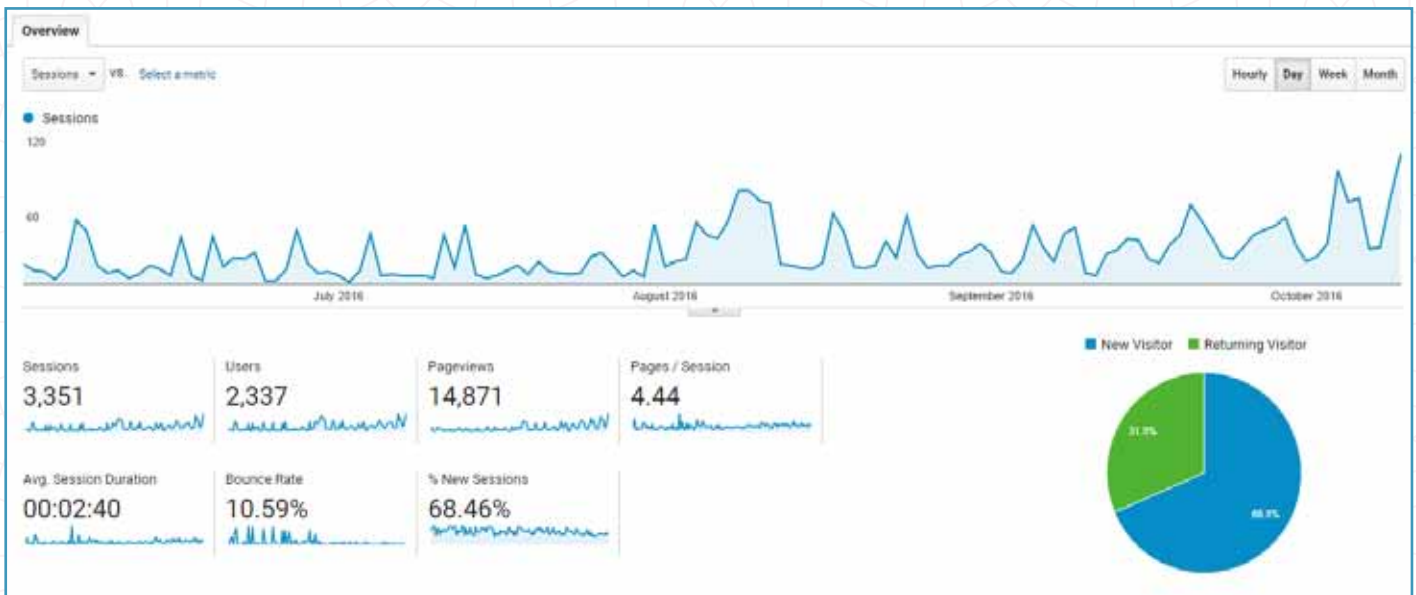 Overview
Sessions VS. Select a metric
Hourly Day Week Month
Sessions
120
60
July 2016 August 2016 September 2016 October 2016
New Visitor Returning Visitor
Sessions Users Pageviews Pages / Session
3,351 2,337 14,871 4.44
Avg. Session Duration Bounce Rate % New Sessions
00:02:40 10.59% 68.46%